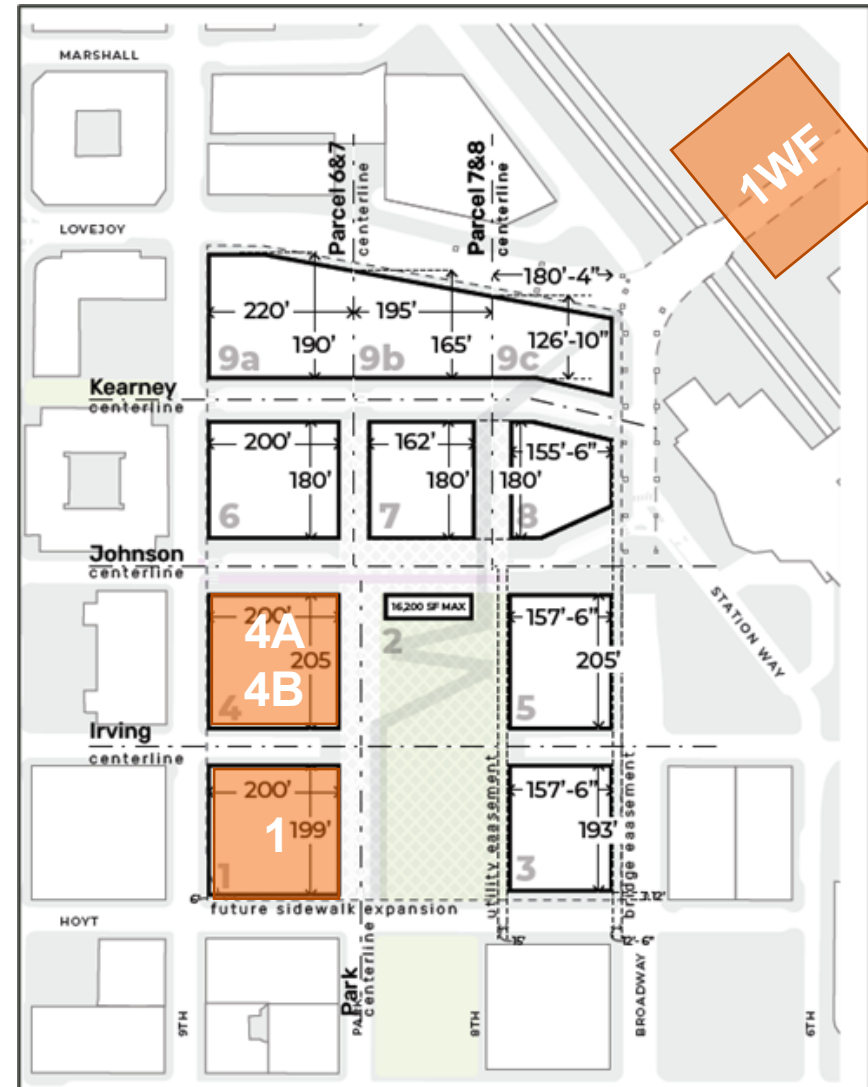 MARSHALL
1WF
Parcel 6&7
centerline
Parcel 7&8
centerline
LOVEJOY
180'-4"
220'
195'
190'
165'
126'-10"
9a
9b
9c
Kearney
centerline
200'
162'
155'-6"
180'
180'
180'
6
7
8
Johnson
centerline
16,200 SF MAX
200'
4A
157'-6"
STATION WAY
2
205
205'
4B
4
5
Irving
centerline
utility eaasement
bridge eaasement
200'
157'-6"
1
199'
193'
1
3
6"
3.12'
future sidewalk expansion
HOYT
15'
12'-6"
Park
centerline
9TH
PARK
8TH
BROADWAY
6TH